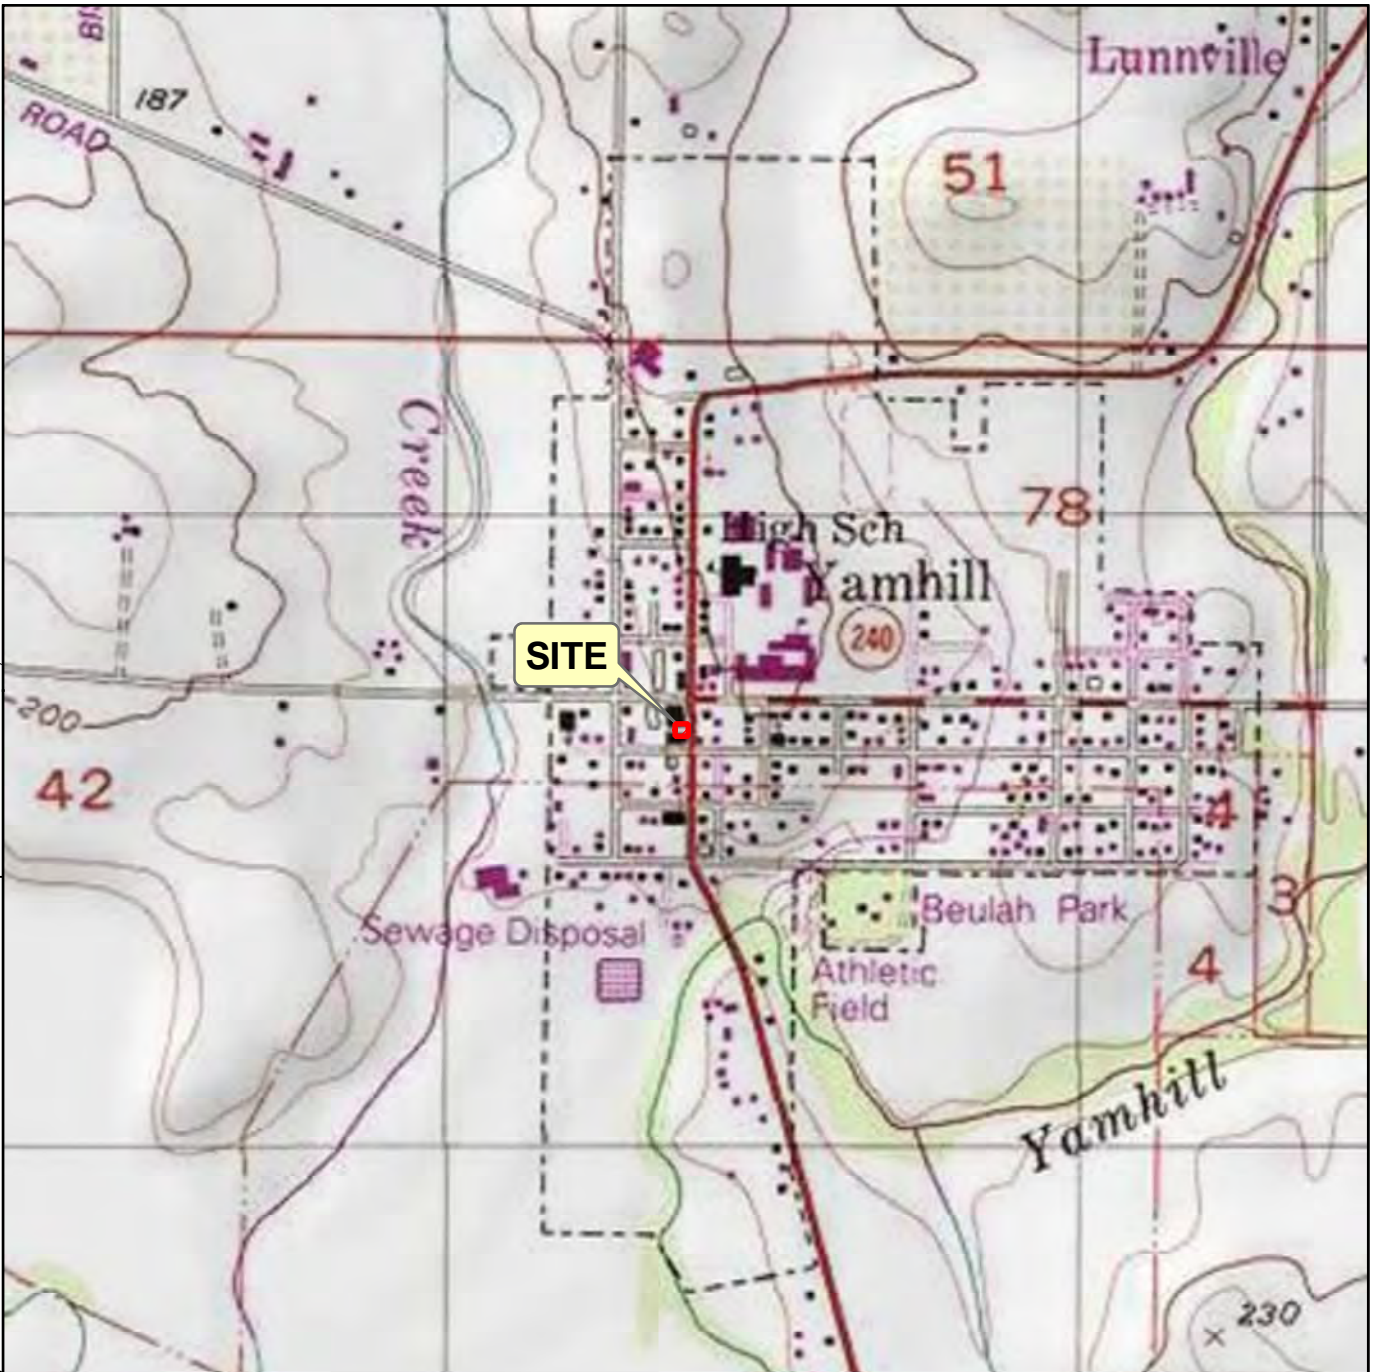 Lunnville
187
ROAD
51
Creek
78
High Sch
Yamhill
240
SITE
200
42
4
3
Beulah Park
Sewage Disposal
4
Athletic
Field
Yamhill
230